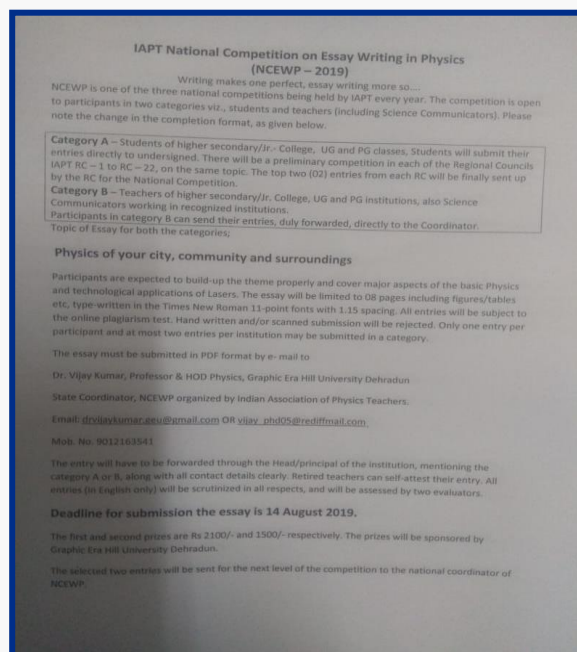 IAPT National Competition on Essay Writing in Physics
(NCEWP – 2019)
Writing makes one perfect, essay writing more so....
NCEWP is one of the three national competitions being held by IAPT every year. The competition is open
to participants in two categories viz., students and teachers (including Science Communicators). Please
note the change in the completion format, as given below.
Category A – Students of higher secondary/Jr.- College, UG and PG classes, Students will submit their
entries directly to undersigned. There will be a preliminary competition in each of the Regional Councils
IAPT RC – 1 to RC – 22, on the same topic. The top two (02) entries from each RC will be finally sent up
by the RC for the National Competition.
Category B – Teachers of higher secondary/Jr. College, UG and PG institutions, also Science
Communicators working in recognized institutions.
Participants in category B can send their entries, duly forwarded, directly to the Coordinator.
Topic of Essay for both the categories;
Physics of your city, community and surroundings
Participants are expected to build-up the theme properly and cover major aspects of the basic Physics
and technological applications of Lasers. The essay will be limited to 08 pages including figures/tables
etc, type-written in the Times New Roman 11-point fonts with 1.15 spacing. All entries will be subject to
the online plagiarism test. Hand written and/or scanned submission will be rejected. Only one entry per
participant and at most two entries per institution may be submitted in a category.
The essay must be submitted in PDF format by e- mail to
Dr. Vijay Kumar, Professor & HOD Physics, Graphic Era Hill University Dehradun
State Coordinator, NCEWP organized by Indian Association of Physics Teachers.
Email: drvijaykumar.geu@gmail.com OR vijay_phd05@rediffmail.com,
Mob. No. 9012163541
The entry will have to be forwarded through the Head/principal of the institution, mentioning the
category A or B, along with all contact details clearly. Retired teachers can self-attest their entry. All
entries (in English only) will be scrutinized in all respects, and will be assessed by two evaluators.
Deadline for submission the essay is 14 August 2019.
The first and second prizes are Rs 2100/- and 1500/- respectively. The prizes will be sponsored by
Graphic Era Hill University Dehradun.
The selected two entries will be sent for the next level of the competition to the national coordinator of
NCEWP.